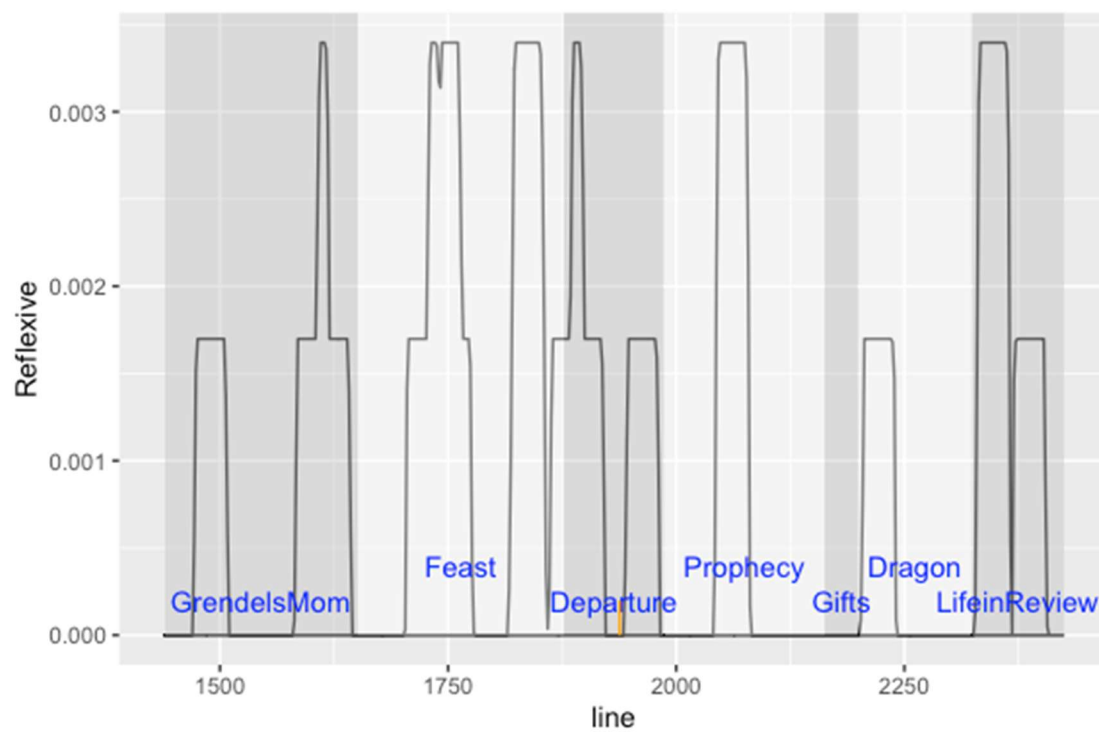 Reflexive
0.003
0.002
0.001
0.000
Feast
Prophecy
Dragon
GrendelsMom
Departure
Gifts
LifeinReview
1500 1750 2000 2250
line